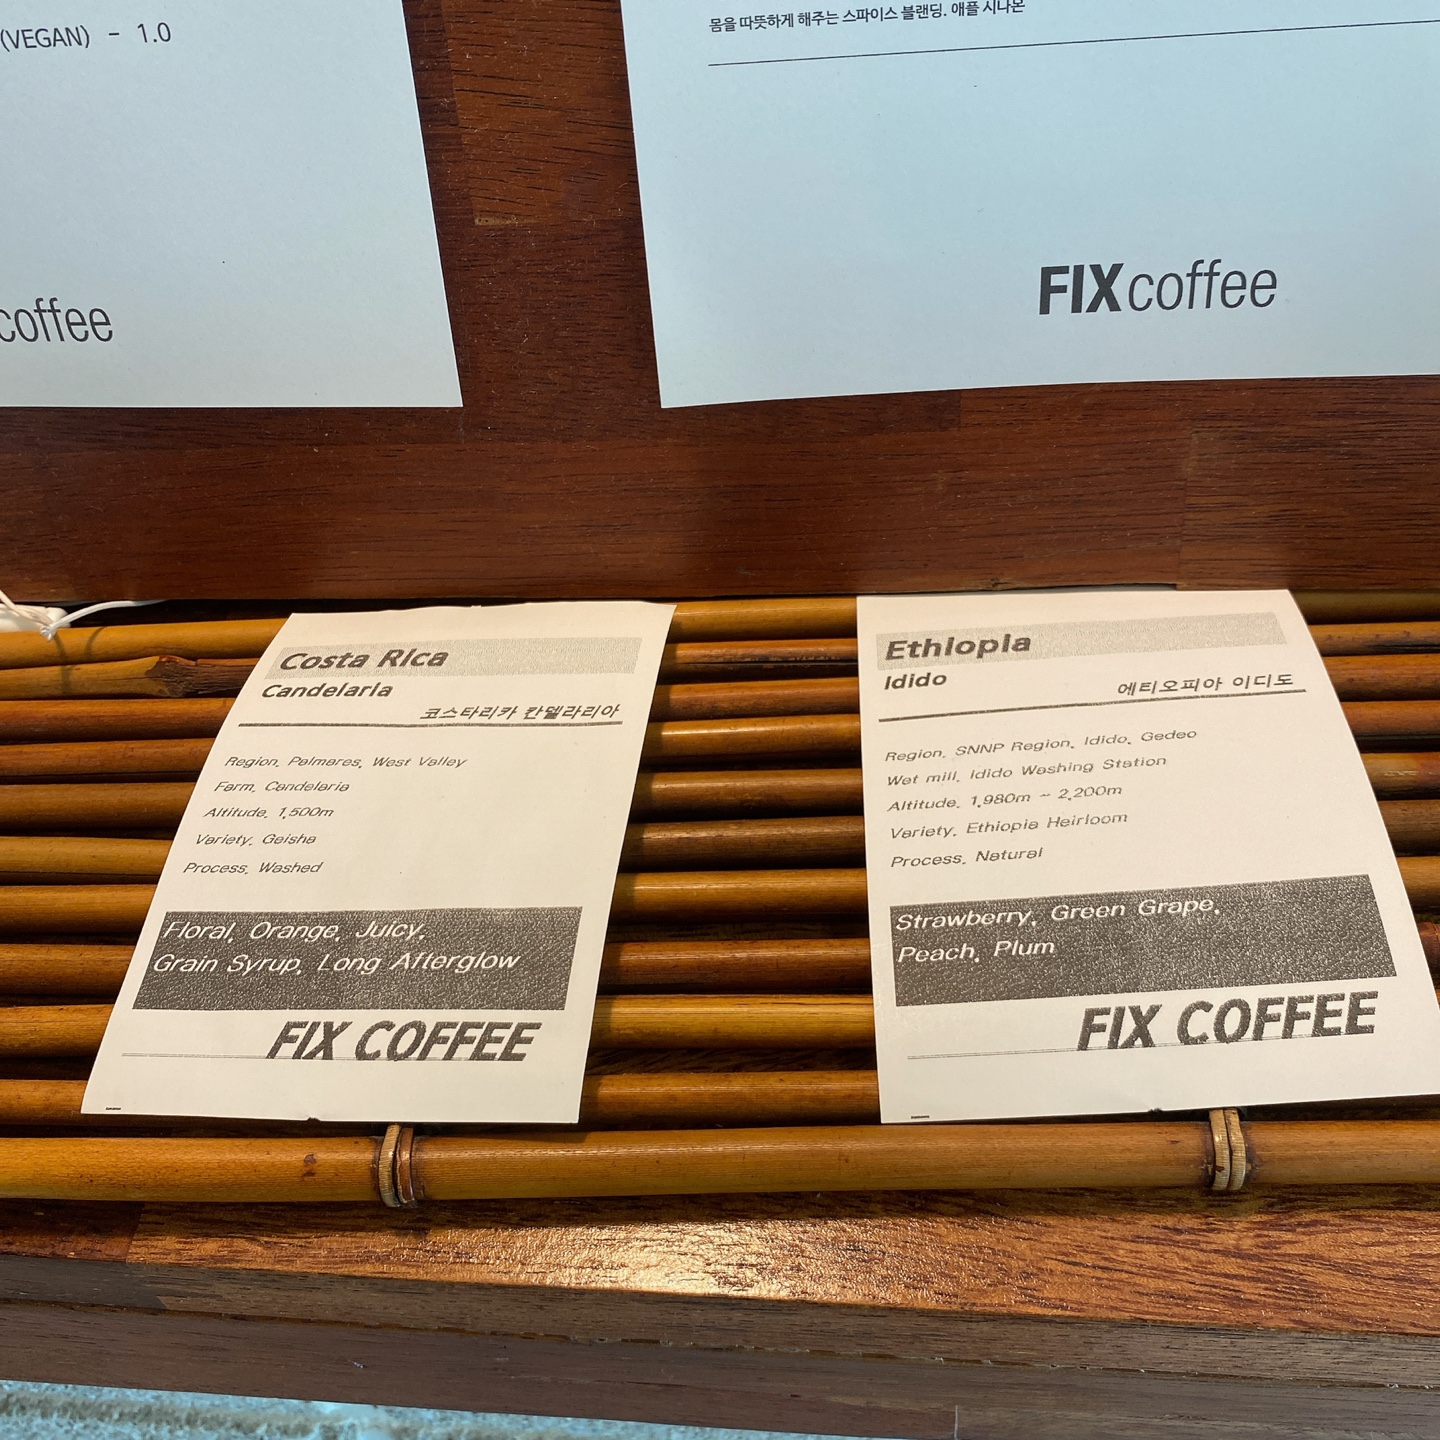 (VEGAN) - 1.0
coffee
몸을 따뜻하게 해주는 스파이스 블랜딩. 애플 시나몬
FIXcoffee
Costa Rica
Candelaria
코스타리카 칸델라리아
Region. Palmares, West Valley
Farm. Candelaria
Altitude. 1,500m
Variety. Geisha
Process. Washed
Floral, Orange, Juicy,
Grain Syrup, Long Afterglow
FIX COFFEE
Ethiopia
Idido
에티오피아 이디도
Region. SNNP Region, Idido, Gedeo
Wet mill. Idido Washing Station
Altitude. 1,980m ~ 2,200m
Variety. Ethiopia Heirloom
Process. Natural
Strawberry, Green Grape,
Peach, Plum
FIX COFFEE